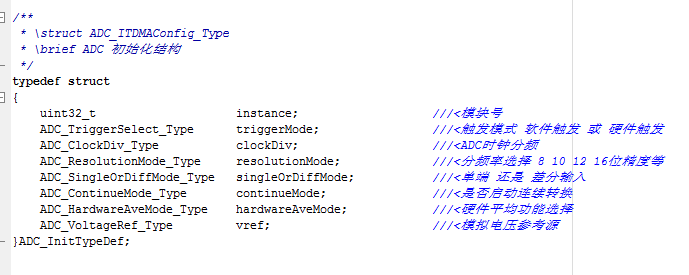 /**
 * \struct ADC_ITDMAConfig_Type
 * \brief ADC 初始化结构
 */
typedef struct
{
    uint32_t                    instance;                    ///<模块号
    ADC_TriggerSelect_Type      triggerMode;                 ///<触发模式 软件触发 或 硬件触发
    ADC_ClockDiv_Type           clockDiv;                    ///<ADC时钟分频
    ADC_ResolutionMode_Type     resolutionMode;              ///<分频率选择 8 10 12 16位精度等
    ADC_SingleOrDiffMode_Type   singleOrDiffMode;            ///<单端 还是 差分输入
    ADC_ContinueMode_Type       continueMode;                ///<是否启动连续转换
    ADC_HardwareAveMode_Type    hardwareAveMode;             ///<硬件平均功能选择
    ADC_VoltageRef_Type         vref;                        ///<模拟电压参考源
}ADC_InitTypeDef;